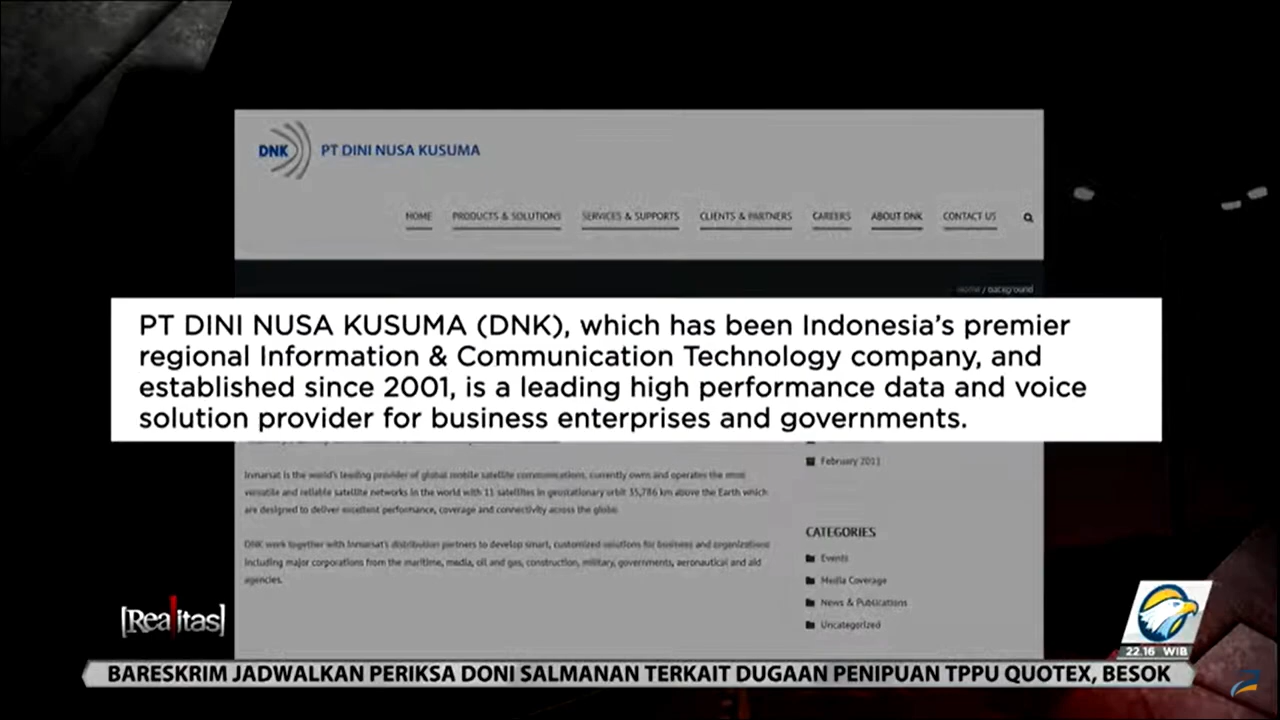 DNK PT DINI NUSA KUSUMA
HOME PRODUCTS & SOLUTIONS SERVICES & SUPPORTS CLIENTS & PARTNERS CAREERS ABOUT DNK CONTACT US
Home / background
PT DINI NUSA KUSUMA (DNK), which has been Indonesia's premier
regional Information & Communication Technology company, and
established since 2001, is a leading high performance data and voice
solution provider for business enterprises and governments.
February 2011
Inmarsat is the world's leading provider of global mobile satellite communications, currently owns and operates the most
versatile and reliable satellite networks in the world with 11 satellites in geostationary orbit 35,786 km above the Earth which
are designed to deliver excellent performance, coverage and connectivity across the globe
DNK work together with Inmarsat's distribution partners to develop smart, customized solutions for business and organizations
including major corporations from the maritime, media, oil and gas, construction, military, governments, aeronautical and aid
agencies.
CATEGORIES
Events
Media Coverage
News & Publications
Uncategorized
[Realitas]
22.16 WIB
BARESKRIM JADWALKAN PERIKSA DONI SALMANAN TERKAIT DUGAAN PENIPUAN TPPU QUOTEX, BESOK